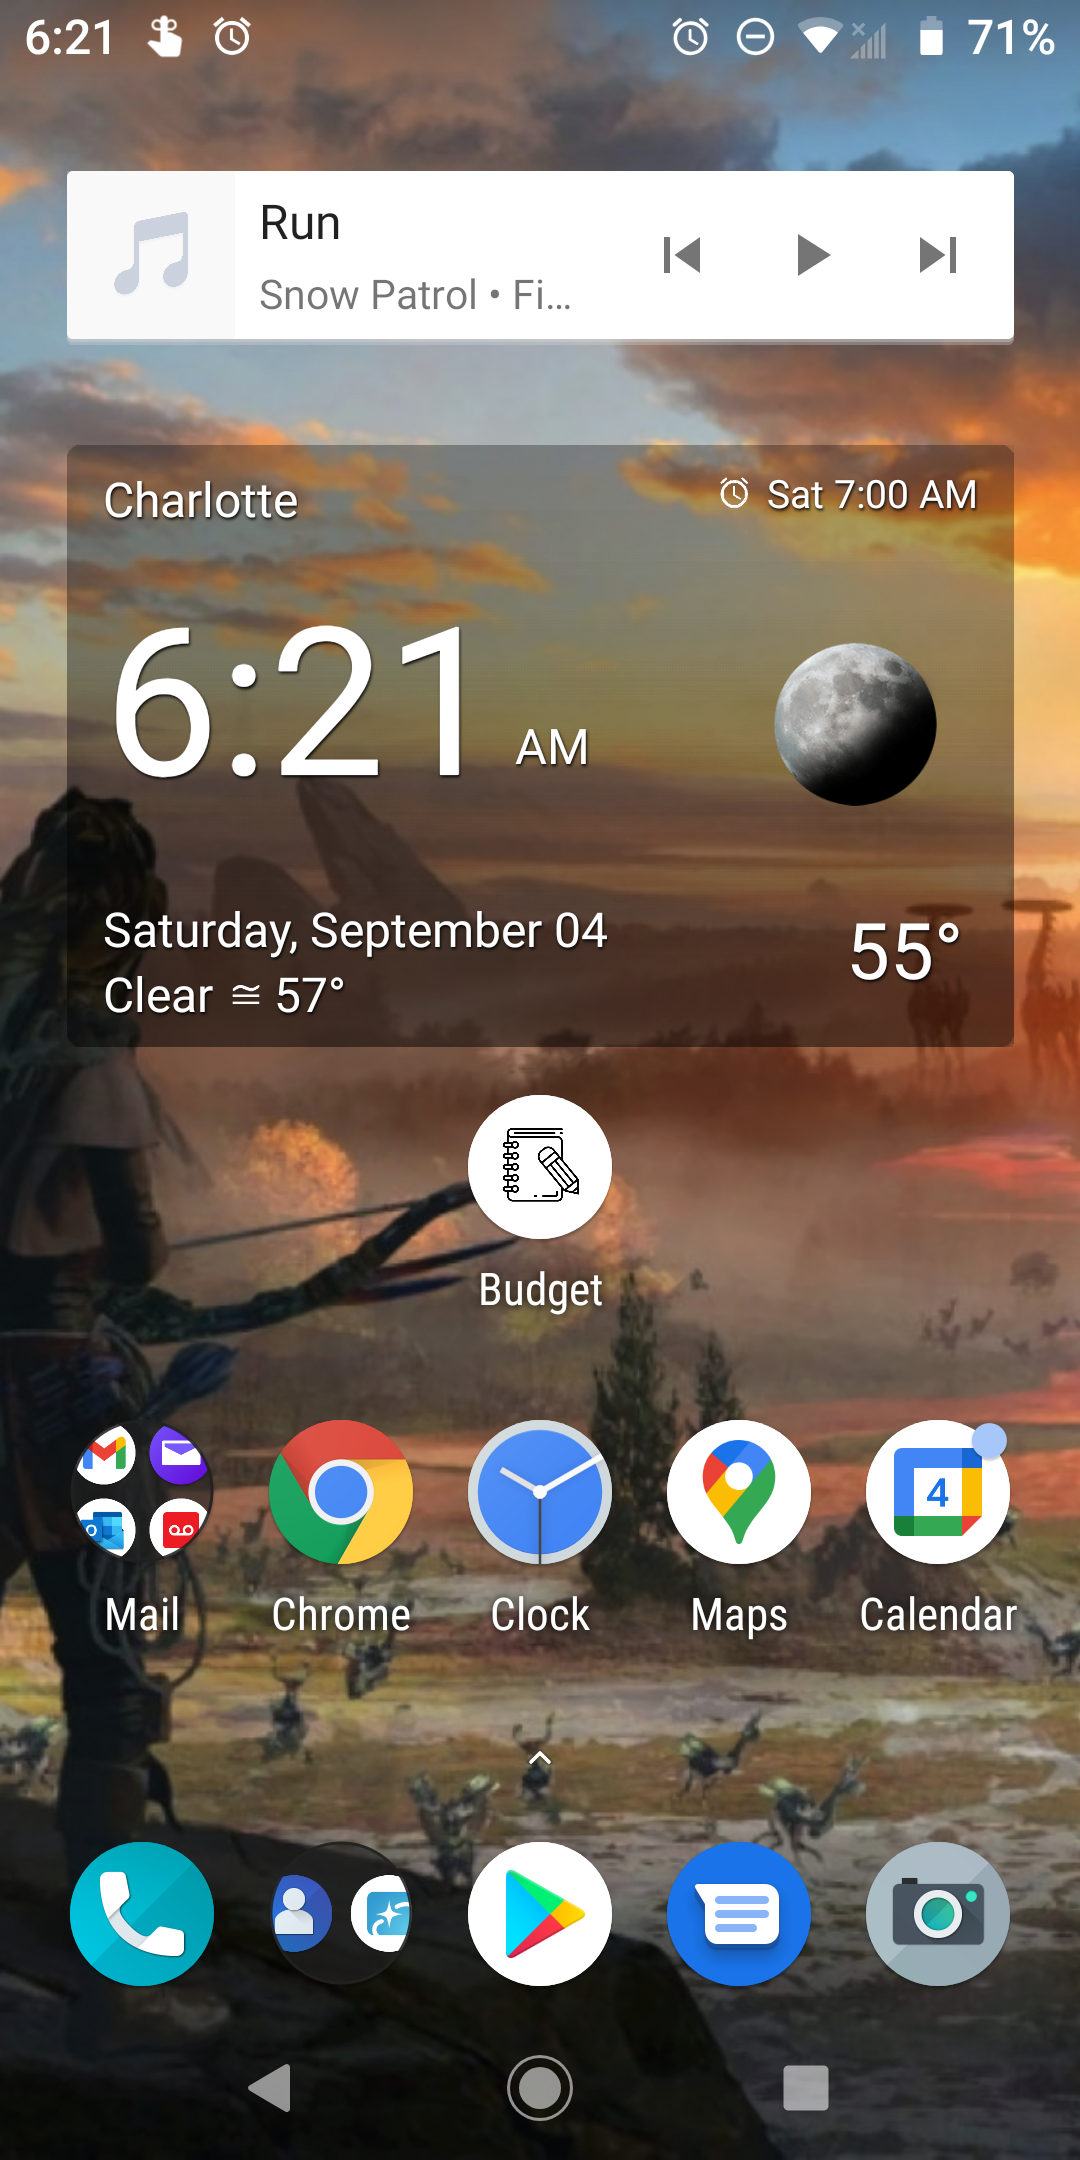 6:21
71%
Run
Snow Patrol • Fi...
Charlotte
Sat 7:00 AM
6:21 AM
Saturday, September 04
55°
Clear ≅ 57°
Budget
4
Mail
Chrome
Clock
Maps
Calendar